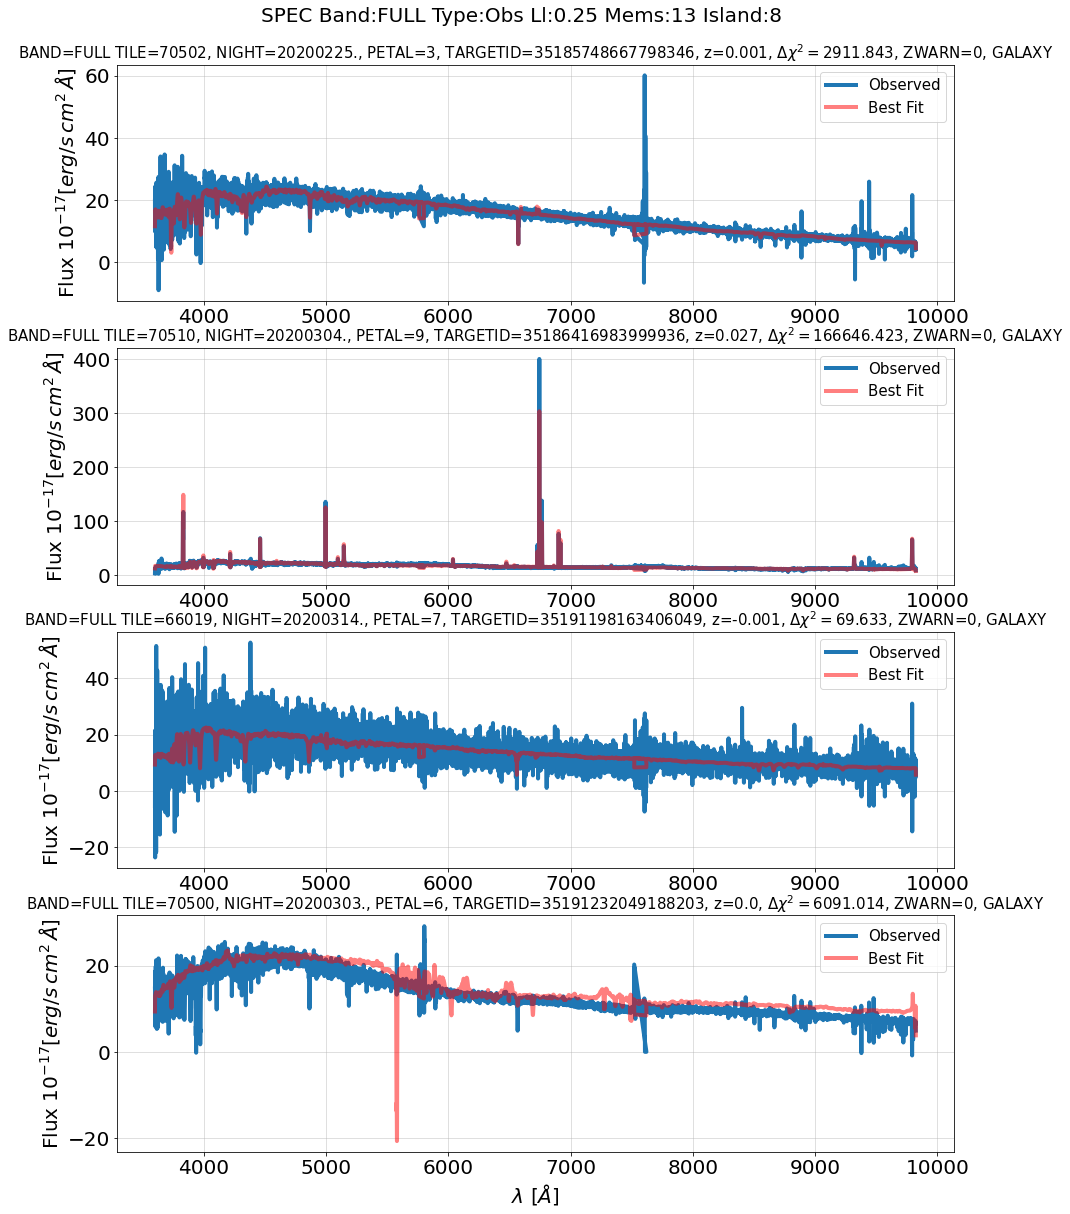 SPEC Band:FULL Type:Obs Ll:0.25 Mems:13 Island:8
BAND=FULL TILE=70502, NIGHT=20200225., PETAL=3, TARGETID=35185748667798346, z=0.001, Δχ² = 2911.843, ZWARN=0, GALAXY
Flux 10⁻¹⁷[erg/s cm² Å]
60
40
20
0
Observed
Best Fit
4000 5000 6000 7000 8000 9000 10000
BAND=FULL TILE=70510, NIGHT=20200304., PETAL=9, TARGETID=35186416983999936, z=0.027, Δχ² = 166646.423, ZWARN=0, GALAXY
Flux 10⁻¹⁷[erg/s cm² Å]
400
300
200
100
0
Observed
Best Fit
4000 5000 6000 7000 8000 9000 10000
BAND=FULL TILE=66019, NIGHT=20200314., PETAL=7, TARGETID=35191198163406049, z=-0.001, Δχ² = 69.633, ZWARN=0, GALAXY
Flux 10⁻¹⁷[erg/s cm² Å]
40
20
0
−20
Observed
Best Fit
4000 5000 6000 7000 8000 9000 10000
BAND=FULL TILE=70500, NIGHT=20200303., PETAL=6, TARGETID=35191232049188203, z=0.0, Δχ² = 6091.014, ZWARN=0, GALAXY
Flux 10⁻¹⁷[erg/s cm² Å]
20
0
−20
Observed
Best Fit
4000 5000 6000 7000 8000 9000 10000
λ [Å]